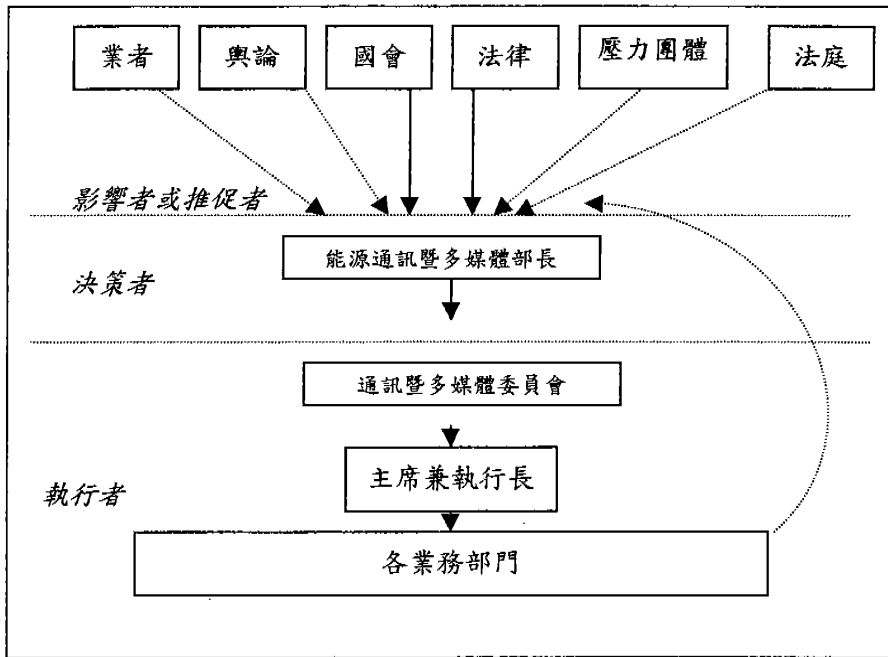 業者
輿論
國會
法律
壓力團體
法庭
影響者或推促者
能源通訊暨多媒體部長
決策者
通訊暨多媒體委員會
主席兼執行長
執行者
各業務部門